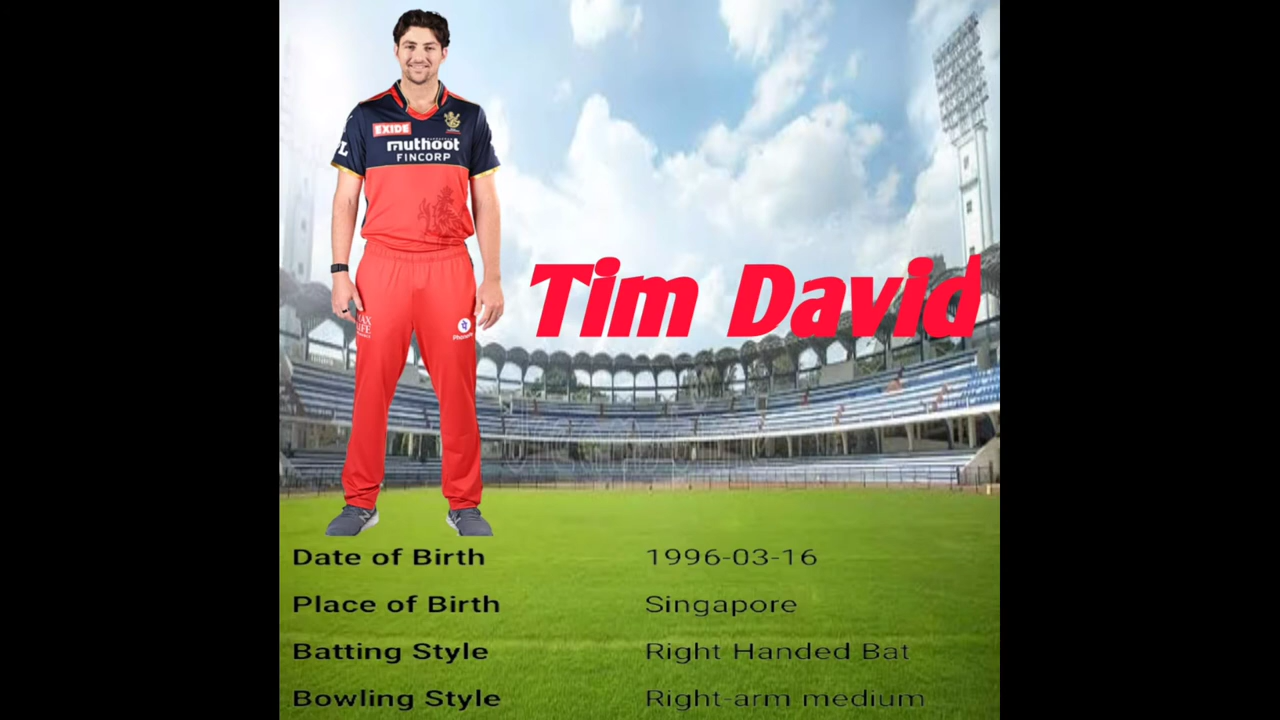 EXIDE
muthoot
FINCORP
Tim David
Date of Birth 1996-03-16
Place of Birth Singapore
Batting Style Right Handed Bat
Bowling Style Right-arm medium